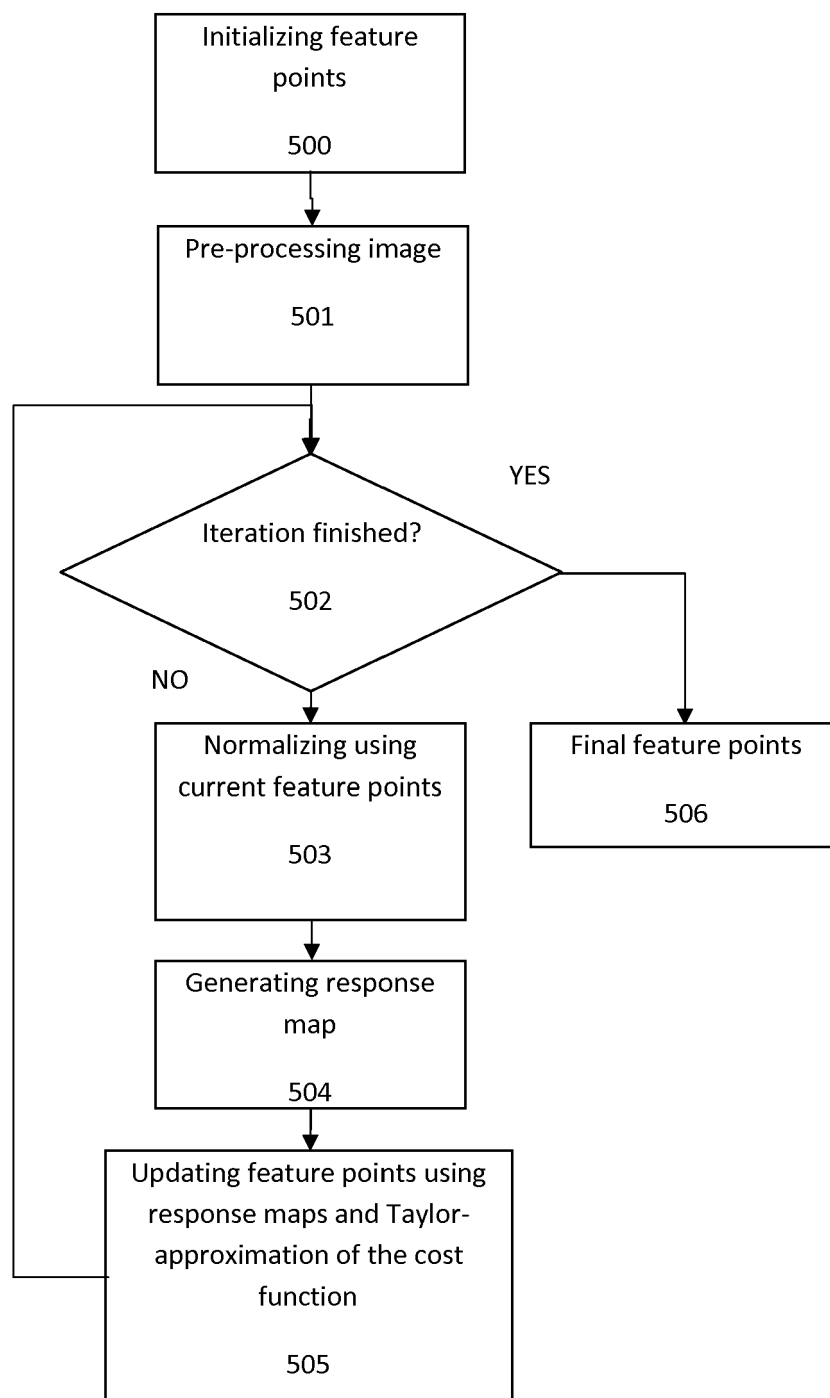 Initializing feature
points
500
Pre-processing image
501
YES
Iteration finished?
502
NO
Normalizing using
current feature points
503
Final feature points
506
Generating response
map
504
Updating feature points using
response maps and Taylor-
approximation of the cost
function
505